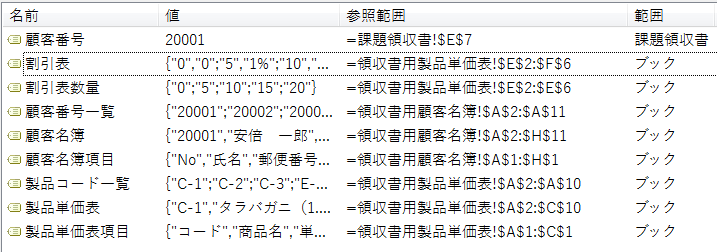 名前 値 参照範囲 範囲
顧客番号 20001 =課題領収書!$E$7 課題領収書
割引表 {"0","0";"5","1%";"10","... =領収書用製品単価表!$E$2:$F$6 ブック
割引表数量 {"0";"5";"10";"15";"20"} =領収書用製品単価表!$E$2:$E$6 ブック
顧客番号一覧 {"20001";"20002";"2000... =領収書用顧客名簿!$A$2:$A$11 ブック
顧客名簿 {"20001","安倍　一郎",... =領収書用顧客名簿!$A$2:$H$11 ブック
顧客名簿項目 {"No","氏名","郵便番号... =領収書用顧客名簿!$A$1:$H$1 ブック
製品コード一覧 {"C-1";"C-2";"C-3";"E-... =領収書用製品単価表!$A$2:$A$10 ブック
製品単価表 {"C-1","タラバガニ（1.... =領収書用製品単価表!$A$2:$C$10 ブック
製品単価表項目 {"コード","商品名","単... =領収書用製品単価表!$A$1:$C$1 ブック